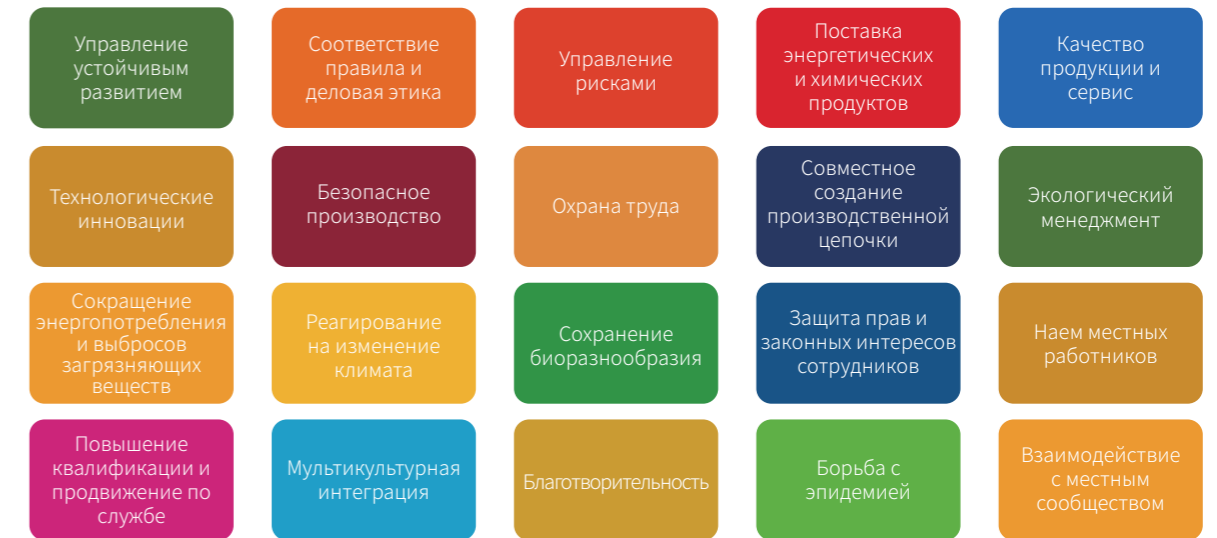 Управление
устойчивым
развитием
Соответствие
правила и
деловая этика
Управление
рисками
Поставка
энергетических
и химических
продуктов
Качество
продукции и
сервис
Технологические
инновации
Безопасное
производство
Охрана труда
Совместное
создание
производственной
цепочки
Экологический
менеджмент
Сокращение
энергопотребления
и выбросов
загрязняющих
веществ
Реагирование
на изменение
климата
Сохранение
биоразнообразия
Защита прав и
законных интересов
сотрудников
Наем местных
работников
Повышение
квалификации и
продвижение по
службе
Мультикультурная
интеграция
Благотворительность
Борьба с
эпидемией
Взаимодействие
с местным
сообществом